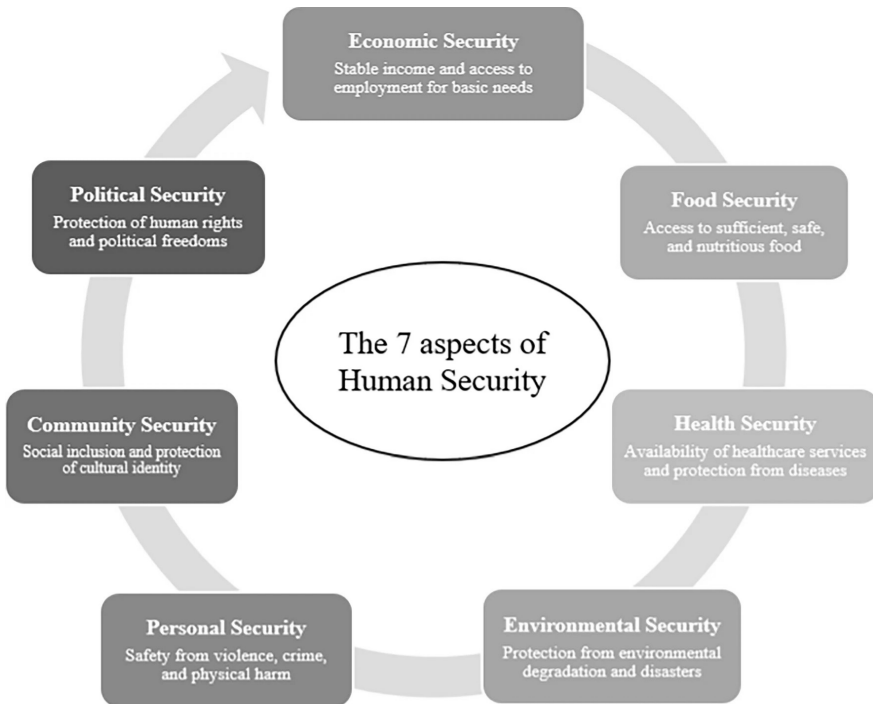 Economic Security
Stable income and access to
employment for basic needs
Food Security
Access to sufficient, safe,
and nutritious food
Health Security
Availability of healthcare services
and protection from diseases
Environmental Security
Protection from environmental
degradation and disasters
Personal Security
Safety from violence, crime,
and physical harm
Community Security
Social inclusion and protection
of cultural identity
Political Security
Protection of human rights
and political freedoms
The 7 aspects of
Human Security